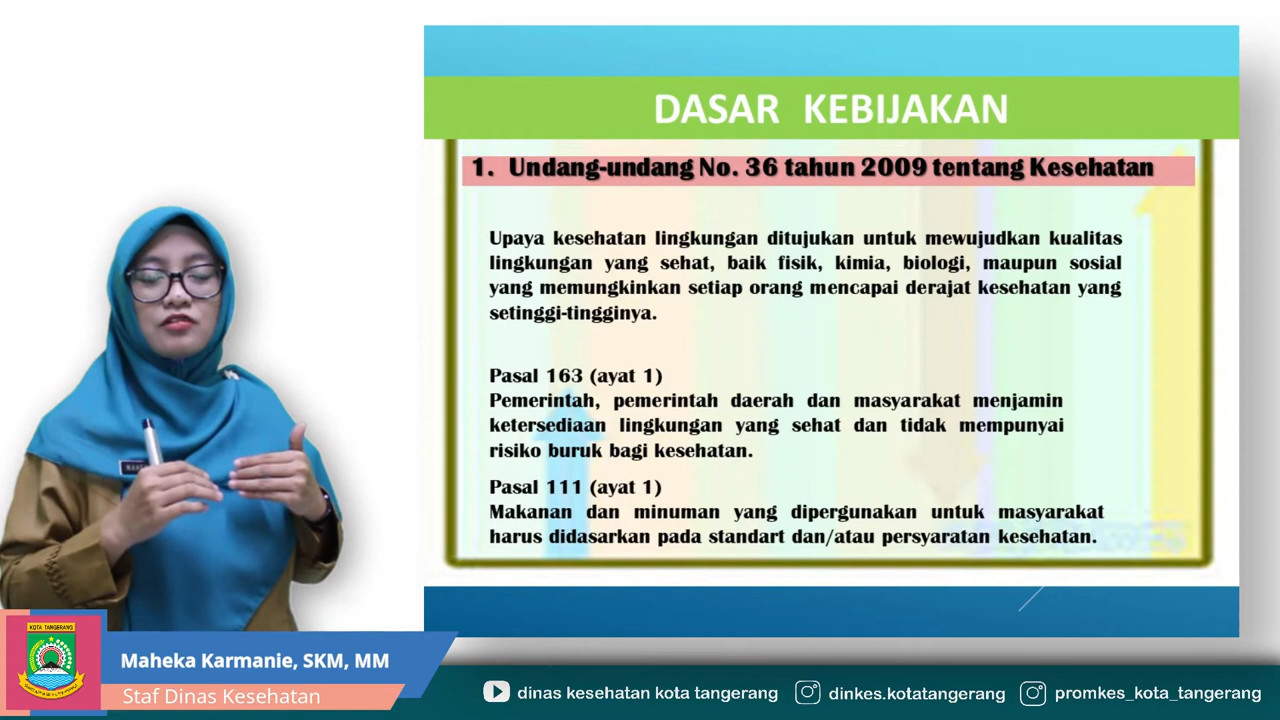 DASAR KEBIJAKAN
1. Undang-undang No. 36 tahun 2009 tentang Kesehatan
Upaya kesehatan lingkungan ditujukan untuk mewujudkan kualitas
lingkungan yang sehat, baik fisik, kimia, biologi, maupun sosial
yang memungkinkan setiap orang mencapai derajat kesehatan yang
setinggi-tingginya.
Pasal 163 (ayat 1)
Pemerintah, pemerintah daerah dan masyarakat menjamin
ketersediaan lingkungan yang sehat dan tidak mempunyai
risiko buruk bagi kesehatan.
Pasal 111 (ayat 1)
Makanan dan minuman yang dipergunakan untuk masyarakat
harus didasarkan pada standart dan/atau persyaratan kesehatan.
KOTA TANGERANG
Maheka Karmanie, SKM, MM
Staf Dinas Kesehatan
dinas kesehatan kota tangerang
dinkes.kotatangerang
promkes_kota_tangerang